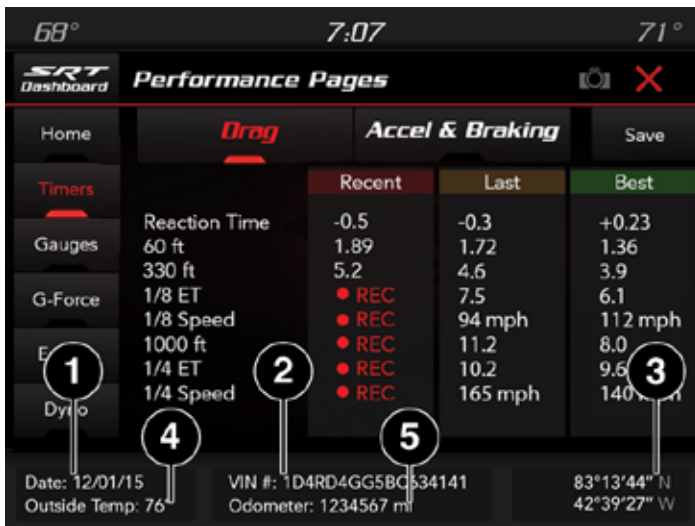 68° 7:07 71°
SRT Performance Pages
Dashboard
Home Drag Accel & Braking Save
Timers Recent Last Best
Reaction Time -0.5 -0.3 +0.23
Gauges 60 ft 1.89 1.72 1.36
330 ft 5.2 4.6 3.9
G-Force 1/8 ET REC 7.5 6.1
1/8 Speed REC 94 mph 112 mph
1000 ft REC 11.2 8.0
1/4 ET REC 10.2 9.6
1/4 Speed REC 165 mph 140
Dyno
1 2 3
4 5
Date: 12/01/15 VIN #: 1D4RD4GG5BC634141 83°13'44" N
Outside Temp: 76° Odometer: 1234567 mi 42°39'27" W